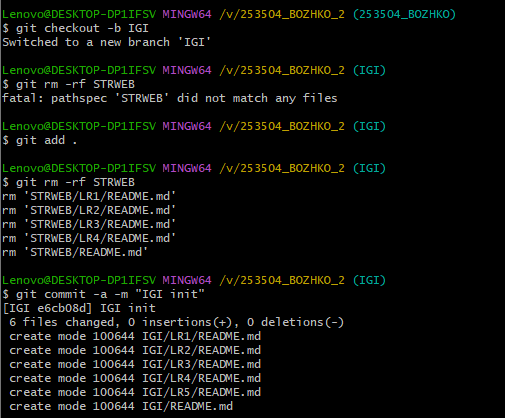 Lenovo@DESKTOP-DP1IFSV MINGW64 /v/253504_BOZHKO_2 (253504_BOZHKO)
$ git checkout -b IGI
Switched to a new branch 'IGI'
Lenovo@DESKTOP-DP1IFSV MINGW64 /v/253504_BOZHKO_2 (IGI)
$ git rm -rf STRWEB
fatal: pathspec 'STRWEB' did not match any files
Lenovo@DESKTOP-DP1IFSV MINGW64 /v/253504_BOZHKO_2 (IGI)
$ git add .
Lenovo@DESKTOP-DP1IFSV MINGW64 /v/253504_BOZHKO_2 (IGI)
$ git rm -rf STRWEB
rm 'STRWEB/LR1/README.md'
rm 'STRWEB/LR2/README.md'
rm 'STRWEB/LR3/README.md'
rm 'STRWEB/LR4/README.md'
rm 'STRWEB/README.md'
Lenovo@DESKTOP-DP1IFSV MINGW64 /v/253504_BOZHKO_2 (IGI)
$ git commit -a -m "IGI init"
[IGI e6cb08d] IGI init
 6 files changed, 0 insertions(+), 0 deletions(-)
 create mode 100644 IGI/LR1/README.md
 create mode 100644 IGI/LR2/README.md
 create mode 100644 IGI/LR3/README.md
 create mode 100644 IGI/LR4/README.md
 create mode 100644 IGI/LR5/README.md
 create mode 100644 IGI/README.md